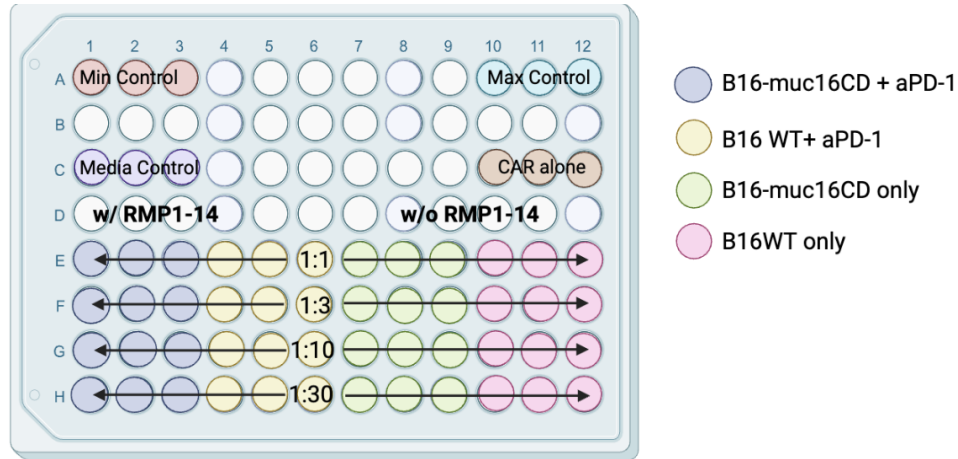 1 2 3 4 5 6 7 8 9 10 11 12
A Min Control Max Control
B
C Media Control CAR alone
D w/ RMP1-14 w/o RMP1-14
E 1:1
F 1:3
G 1:10
H 1:30
B16-muc16CD + aPD-1
B16 WT+ aPD-1
B16-muc16CD only
B16WT only